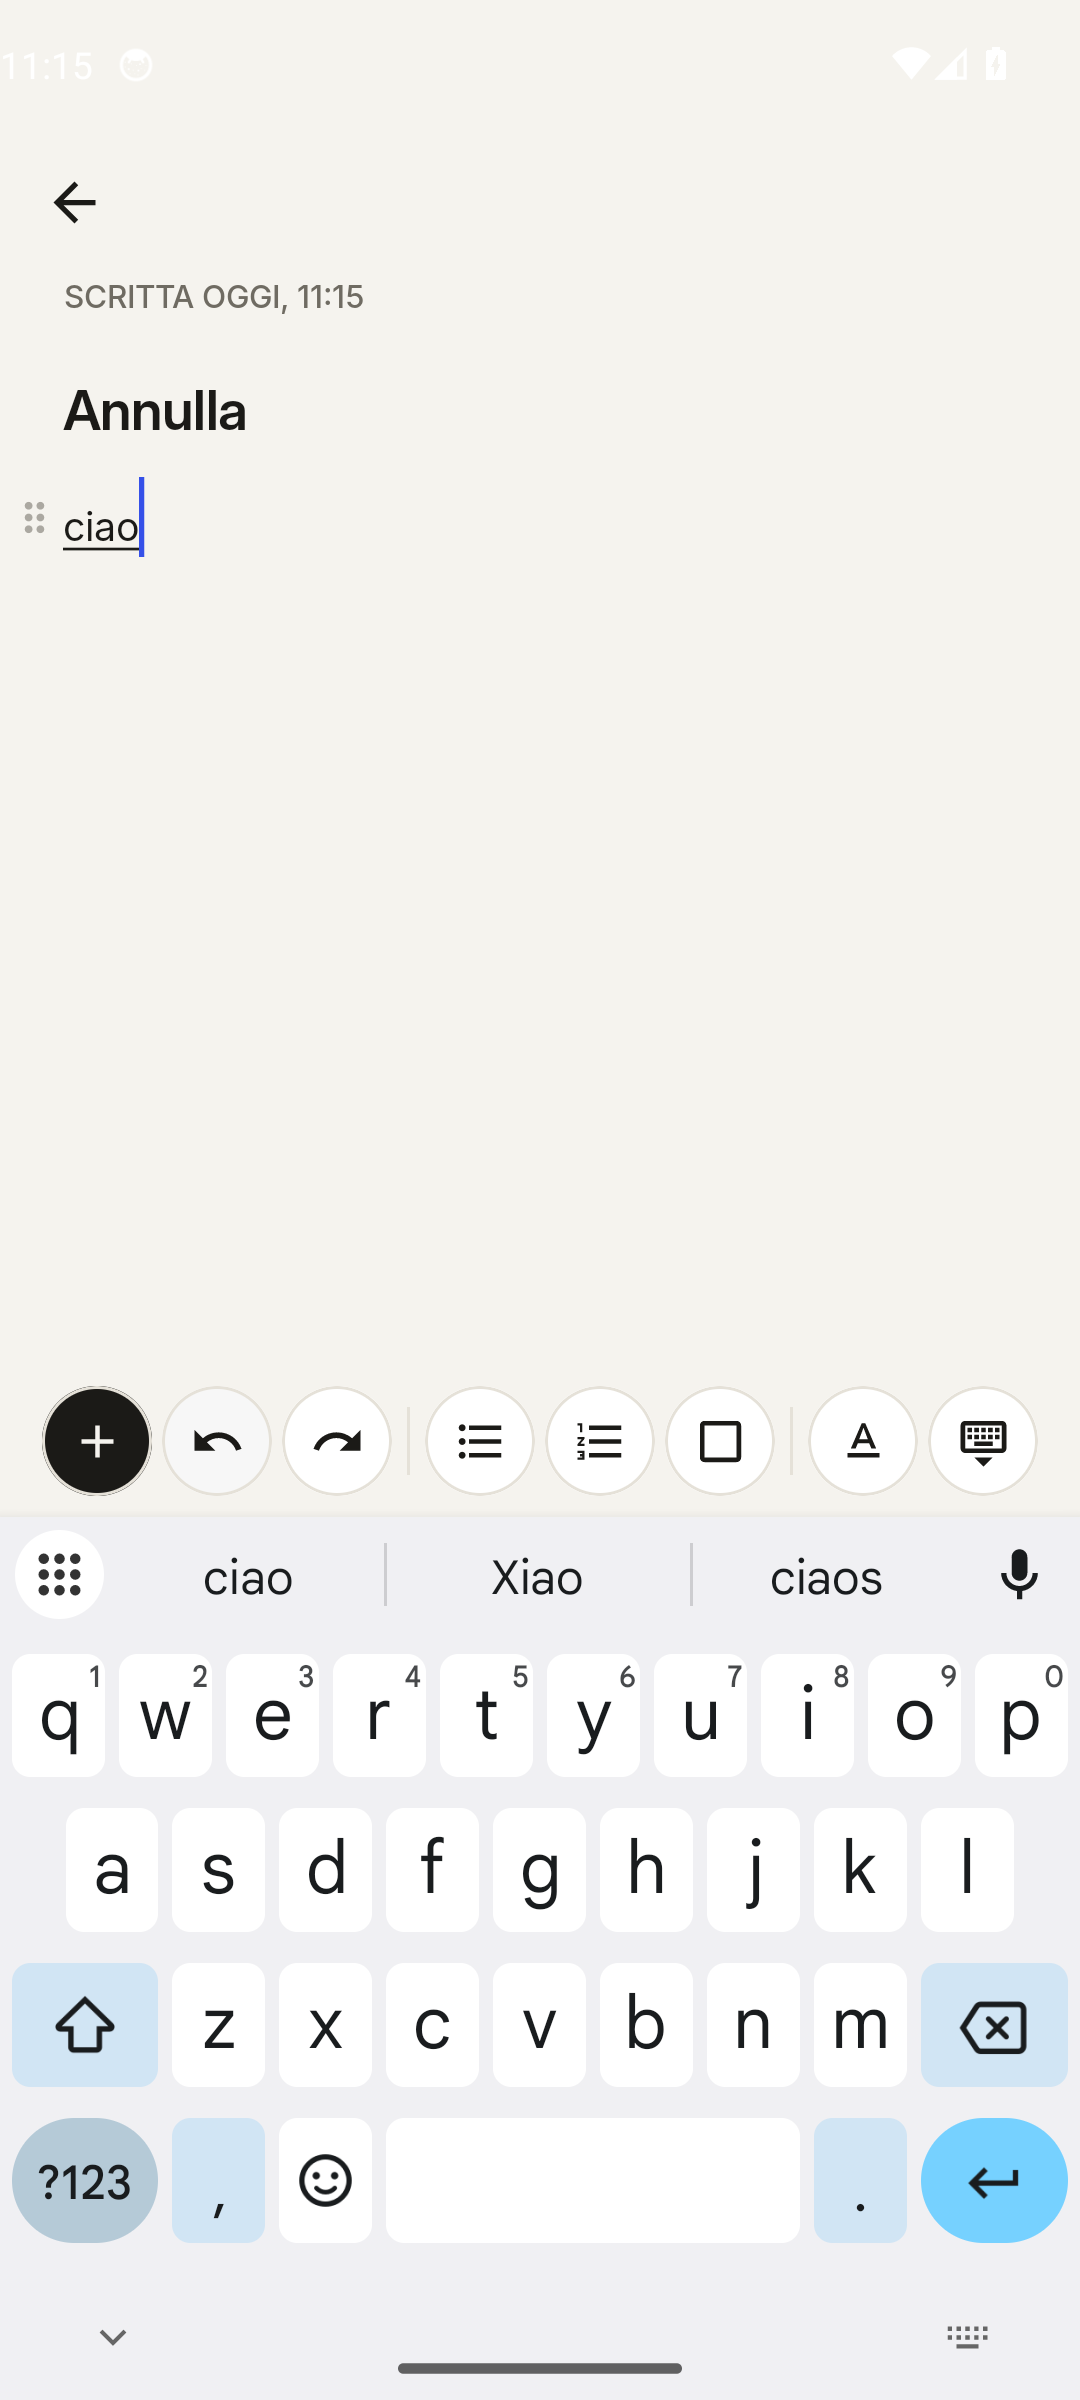 11:15
SCRITTA OGGI, 11:15
Annulla
ciao
ciao Xiao ciaos
1 2 3 4 5 6 7 8 9 0
q w e r t y u i o p
a s d f g h j k l
z x c v b n m
?123 , .